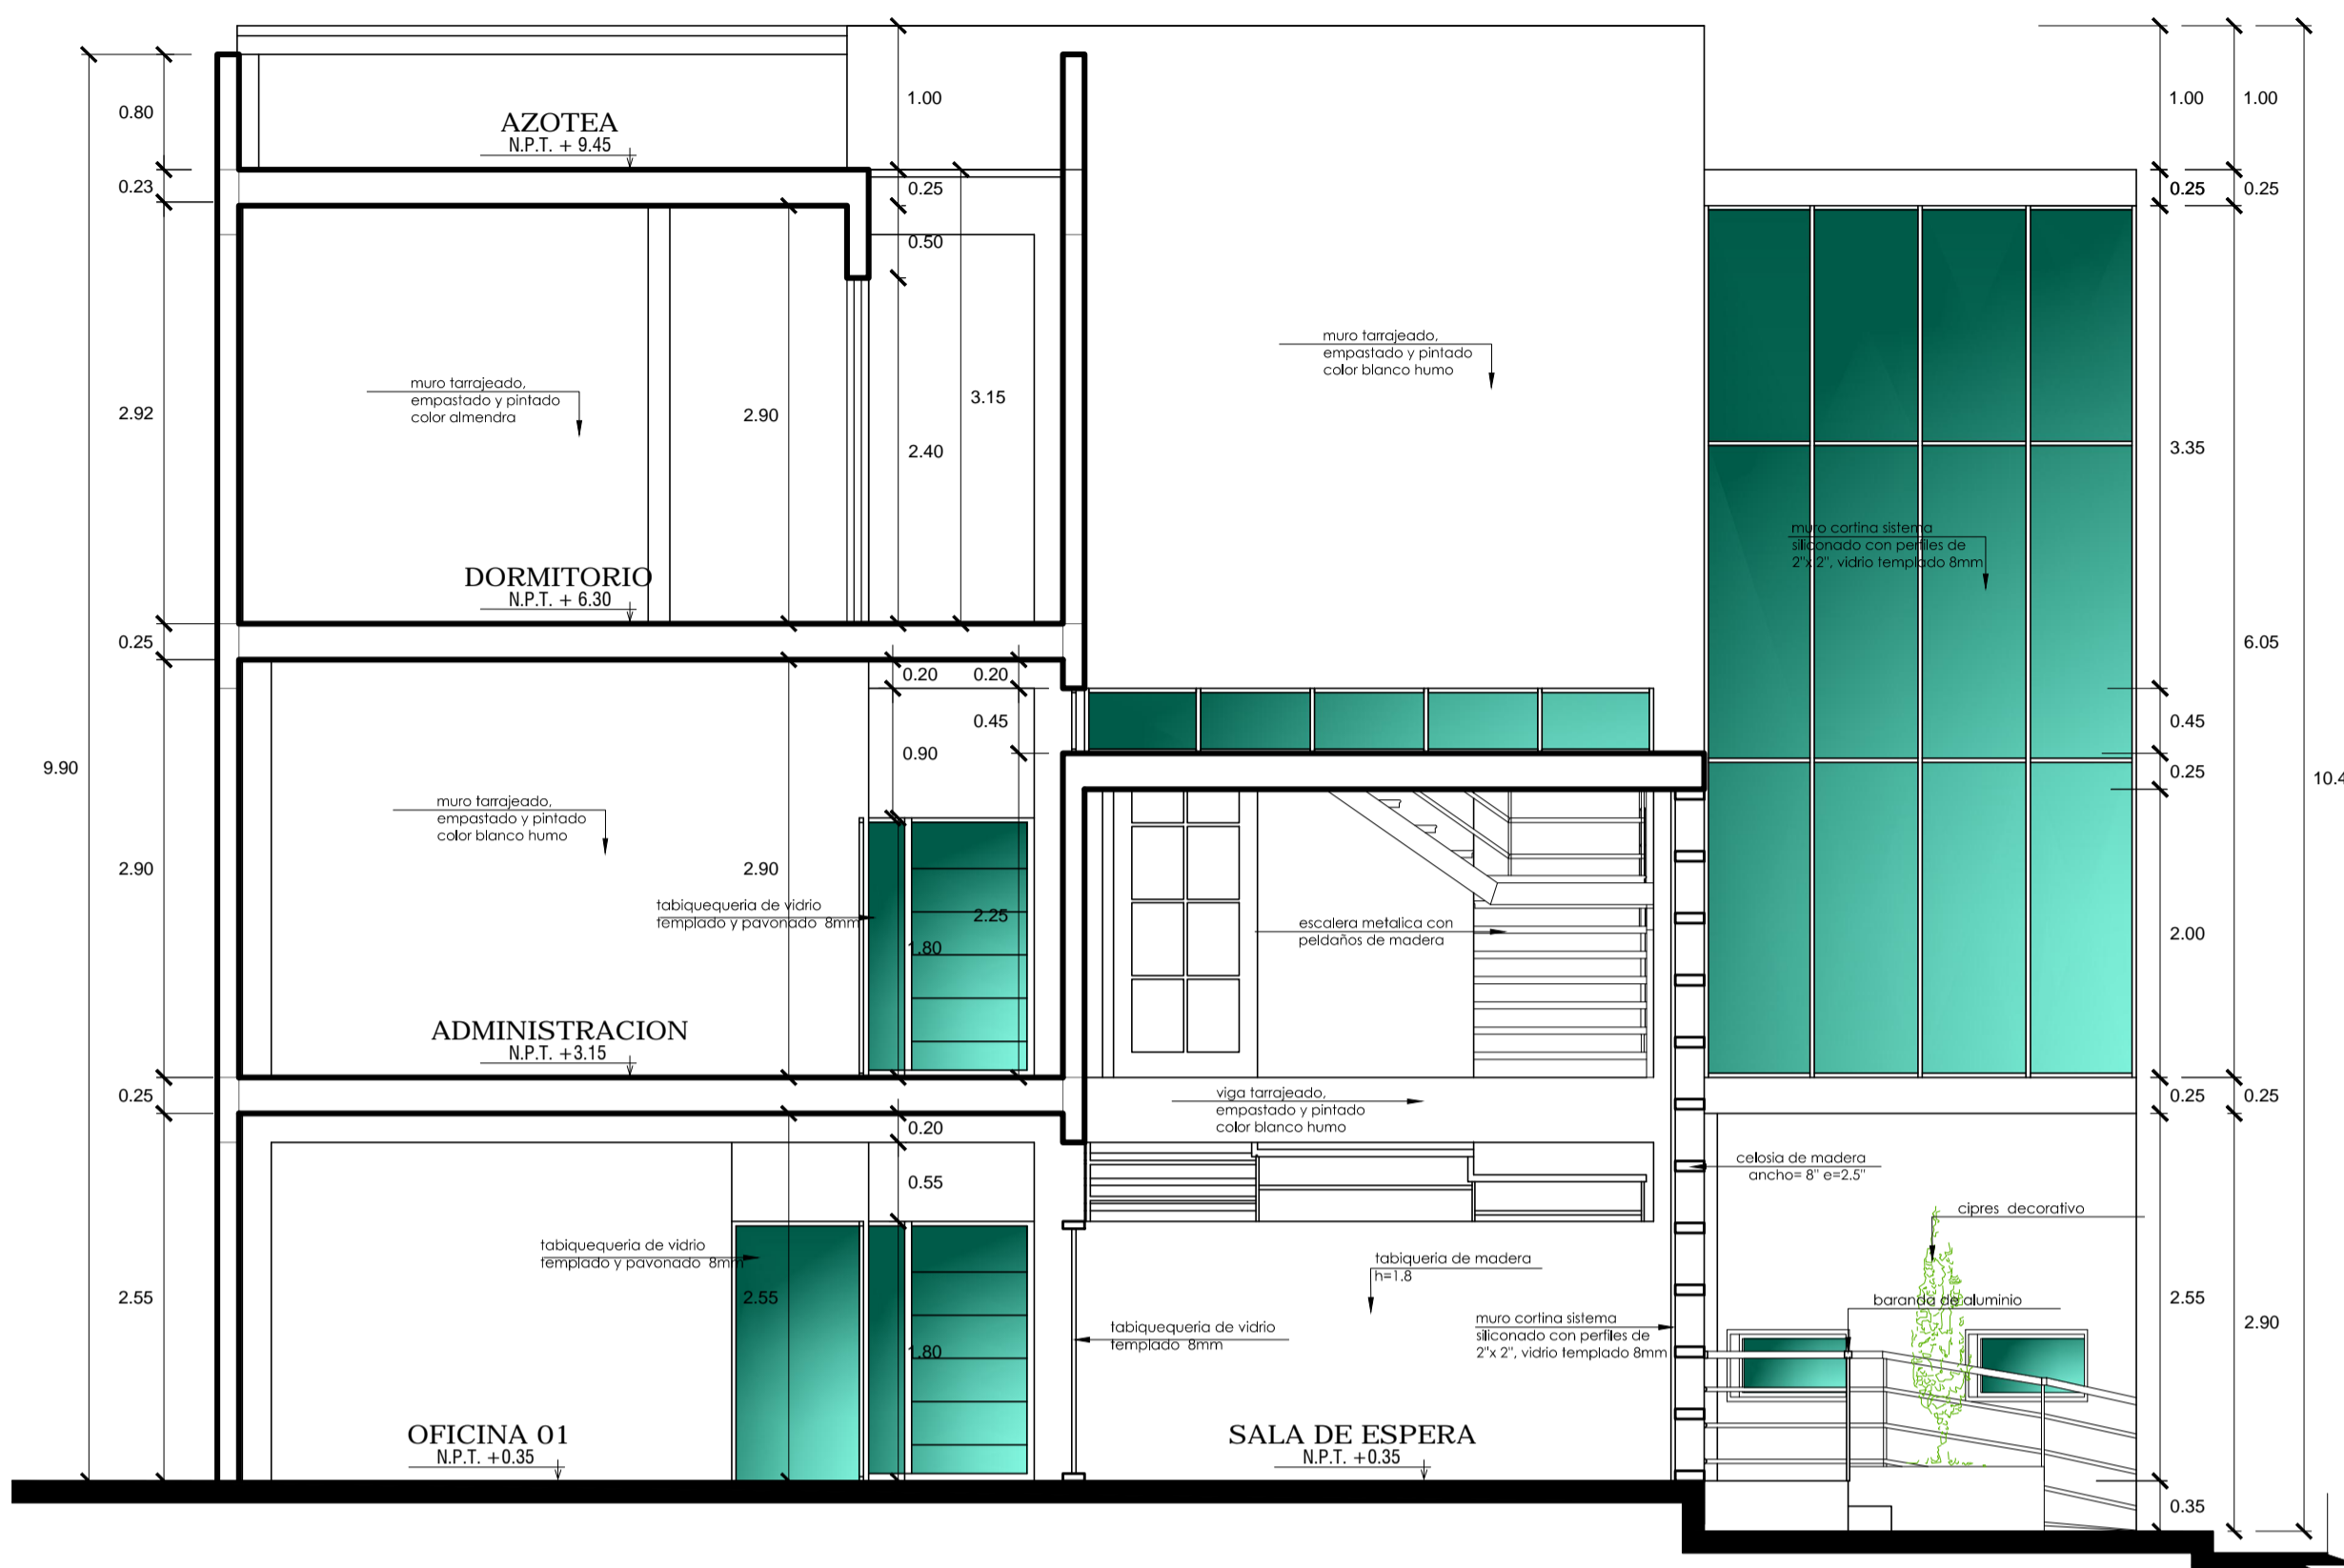 0.80
1.00
1.00
1.00
AZOTEA
N.P.T. + 9.45
0.23
0.25
0.25
0.25
0.50
muro tarrajeado,
empastado y pintado
color blanco humo
muro tarrajeado,
empastado y pintado
color almendra
2.92
2.90
3.15
2.40
3.35
muro cortina sistema
siliconado con perfiles de
2"x 2", vidrio templado 8mm
DORMITORIO
N.P.T. + 6.30
0.25
6.05
0.20
0.20
0.45
0.45
0.90
9.90
0.25
muro tarrajeado,
empastado y pintado
color blanco humo
2.90
2.90
tabiquequeria de vidrio
templado y pavonado 8mm
2.25
1.80
escalera metalica con
peldaños de madera
2.00
ADMINISTRACION
N.P.T. +3.15
0.25
viga tarrajeado,
empastado y pintado
color blanco humo
0.25
0.25
0.20
0.55
celosia de madera
ancho= 8" e=2.5"
cipres decorativo
tabiquequeria de vidrio
templado y pavonado 8mm
tabiqueria de madera
h=1.8
2.55
2.55
baranda de aluminio
2.55
2.90
tabiquequeria de vidrio
templado 8mm
muro cortina sistema
siliconado con perfiles de
2"x 2", vidrio templado 8mm
1.80
OFICINA 01
N.P.T. +0.35
SALA DE ESPERA
N.P.T. +0.35
0.35